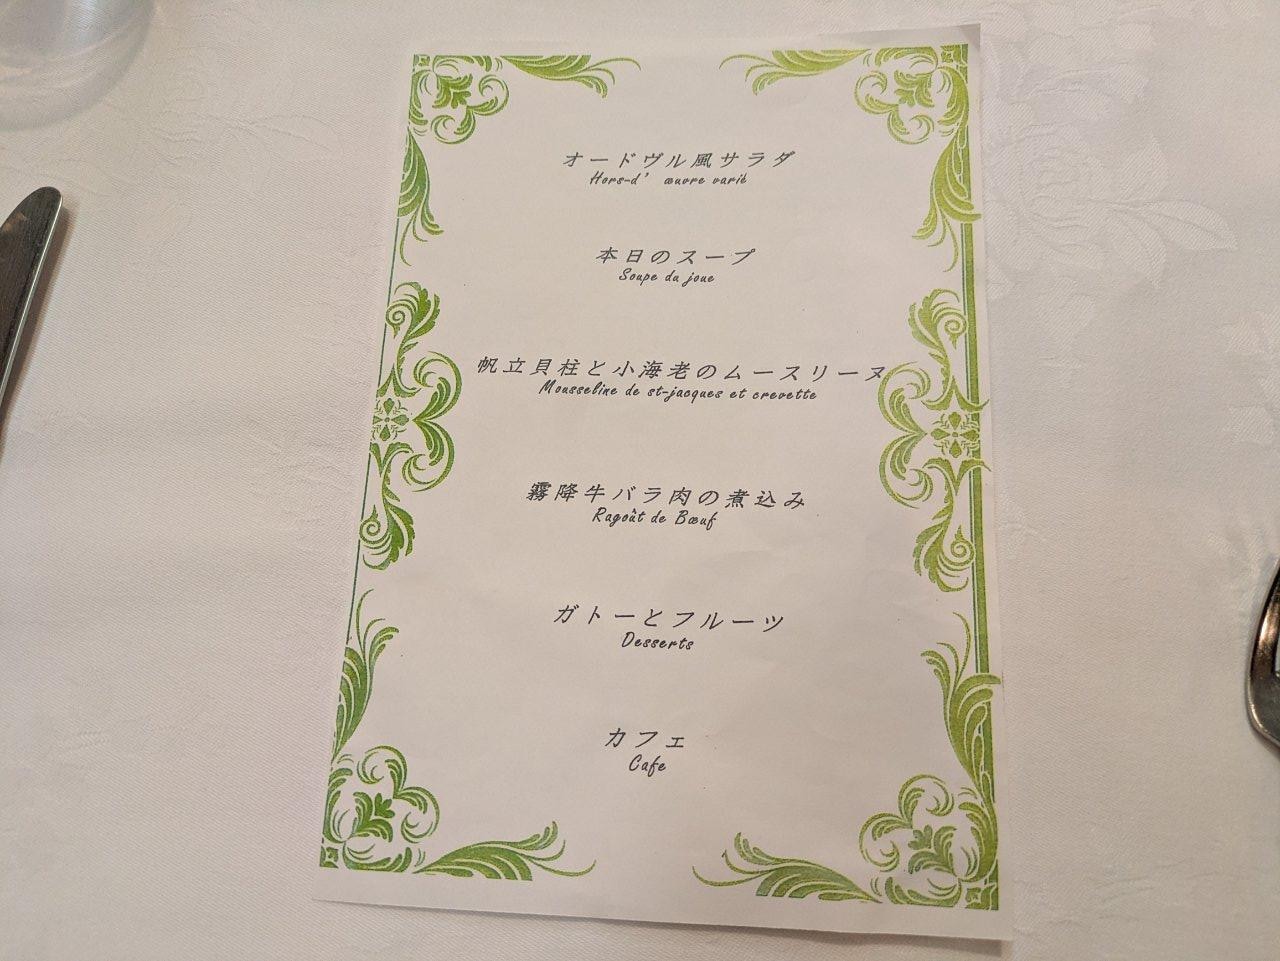 オードヴル風サラダ
Hors-d’œuvre varié
本日のスープ
Soupe du joue
帆立貝柱と小海老のムースリーヌ
Mousseline de st-jacques et crevette
霧降牛バラ肉の煮込み
Ragoût de Bœuf
ガトーとフルーツ
Desserts
カフェ
Cafe